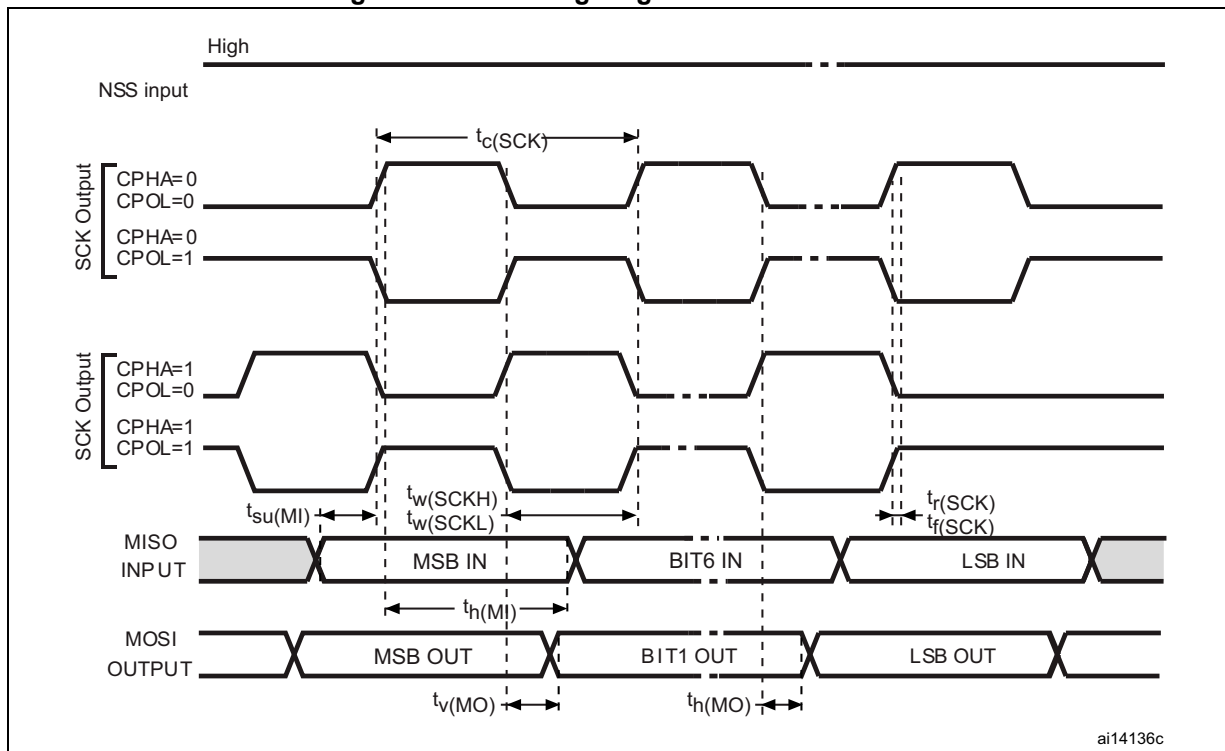 High
NSS input
tc(SCK)
SCK Output
CPHA=0
CPOL=0
CPHA=0
CPOL=1
SCK Output
CPHA=1
CPOL=0
CPHA=1
CPOL=1
tsu(MI)
tw(SCKH)
tw(SCKL)
tr(SCK)
tf(SCK)
MISO
INPUT
MSB IN
BIT6 IN
LSB IN
th(MI)
MOSI
OUTPUT
MSB OUT
BIT1 OUT
LSB OUT
tv(MO)
th(MO)
ai14136c